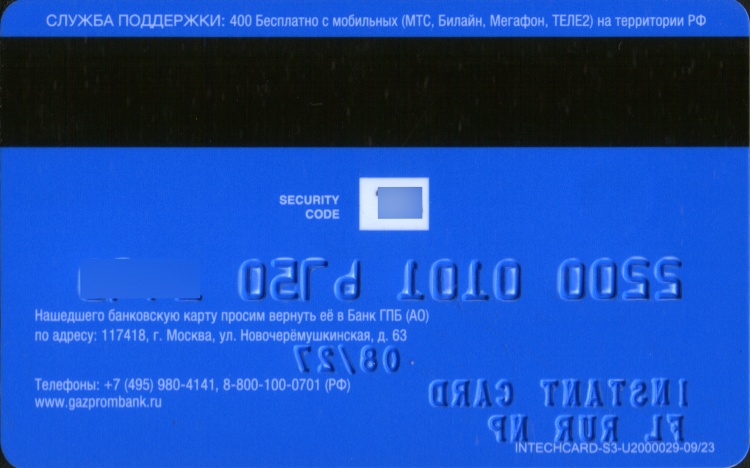 СЛУЖБА ПОДДЕРЖКИ: 400 Бесплатно с мобильных (МТС, Билайн, Мегафон, ТЕЛЕ2) на территории РФ
SECURITY
CODE
2200 0101
Нашедшего банковскую карту просим вернуть её в Банк ГПБ (АО)
по адресу: 117418, г. Москва, ул. Новочерёмушкинская, д. 63
08/27
Телефоны: +7 (495) 980-4141, 8-800-100-0701 (РФ)
www.gazprombank.ru
INSTANT CARD
FL RUR NP
INTECHCARD-S3-U2000029-09/23